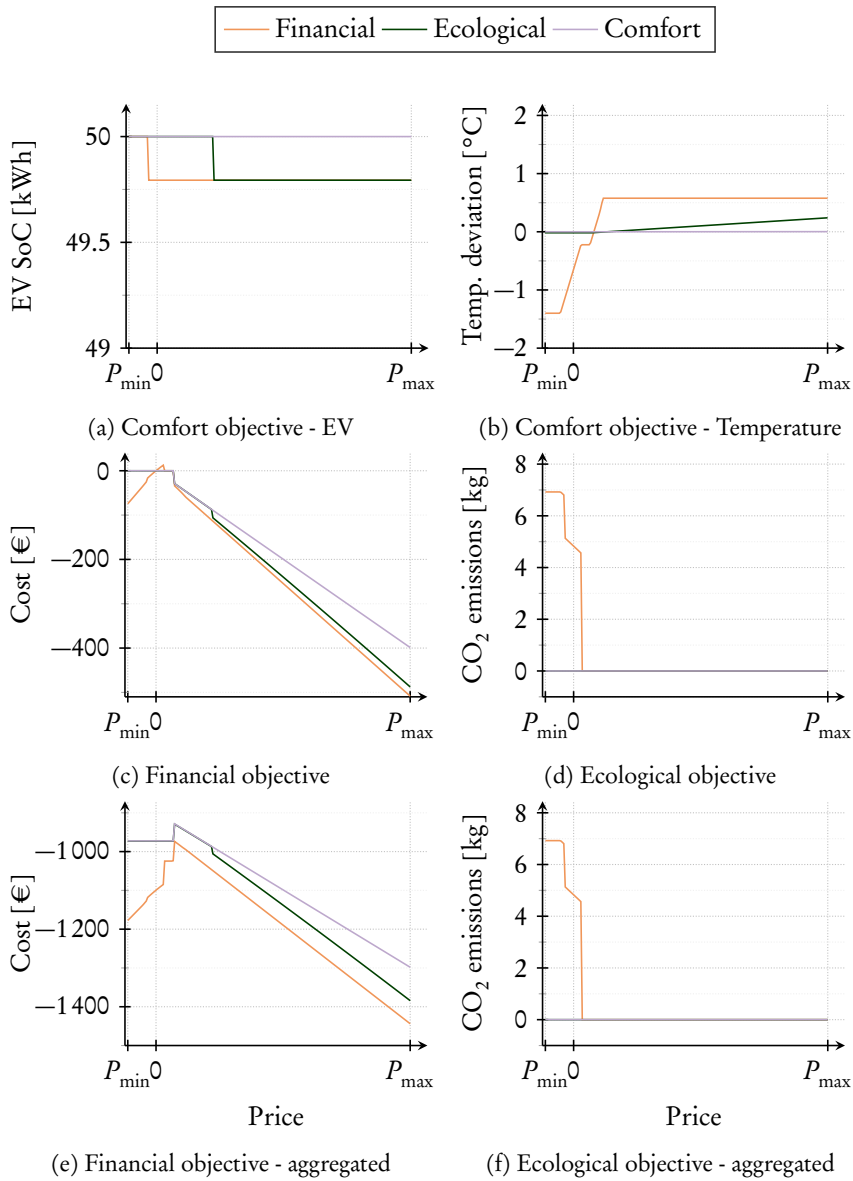 Financial Ecological Comfort
EV SoC [kWh]
50
49.5
49
P_min 0 P_max
(a) Comfort objective - EV
Temp. deviation [°C]
2
1
0
—1
—2
P_min 0 P_max
(b) Comfort objective - Temperature
Cost [€]
0
—200
—400
P_min 0 P_max
(c) Financial objective
CO₂ emissions [kg]
8
6
4
2
0
P_min 0 P_max
(d) Ecological objective
Cost [€]
—1000
—1200
—1400
P_min 0 P_max
Price
(e) Financial objective - aggregated
CO₂ emissions [kg]
8
6
4
2
0
P_min 0 P_max
Price
(f) Ecological objective - aggregated